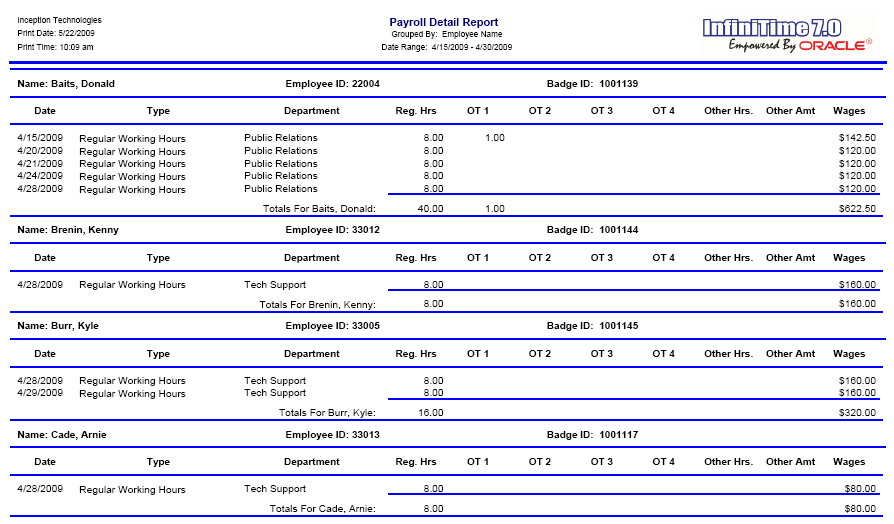 Inception Technologies
Print Date: 5/22/2009
Print Time: 10:09 am
Payroll Detail Report
Grouped By: Employee Name
Date Range: 4/15/2009 - 4/30/2009
InfiniTime 7.0
Empowered By ORACLE®
Name: Baits, Donald Employee ID: 22004 Badge ID: 1001139
Date Type Department Reg. Hrs OT 1 OT 2 OT 3 OT 4 Other Hrs. Other Amt Wages
4/15/2009 Regular Working Hours Public Relations 8.00 1.00 $142.50
4/20/2009 Regular Working Hours Public Relations 8.00 $120.00
4/21/2009 Regular Working Hours Public Relations 8.00 $120.00
4/24/2009 Regular Working Hours Public Relations 8.00 $120.00
4/28/2009 Regular Working Hours Public Relations 8.00 $120.00
Totals For Baits, Donald: 40.00 1.00 $622.50
Name: Brenin, Kenny Employee ID: 33012 Badge ID: 1001144
Date Type Department Reg. Hrs OT 1 OT 2 OT 3 OT 4 Other Hrs. Other Amt Wages
4/28/2009 Regular Working Hours Tech Support 8.00 $160.00
Totals For Brenin, Kenny: 8.00 $160.00
Name: Burr, Kyle Employee ID: 33005 Badge ID: 1001145
Date Type Department Reg. Hrs OT 1 OT 2 OT 3 OT 4 Other Hrs. Other Amt Wages
4/28/2009 Regular Working Hours Tech Support 8.00 $160.00
4/29/2009 Regular Working Hours Tech Support 8.00 $160.00
Totals For Burr, Kyle: 16.00 $320.00
Name: Cade, Arnie Employee ID: 33013 Badge ID: 1001117
Date Type Department Reg. Hrs OT 1 OT 2 OT 3 OT 4 Other Hrs. Other Amt Wages
4/28/2009 Regular Working Hours Tech Support 8.00 $80.00
Totals For Cade, Arnie: 8.00 $80.00